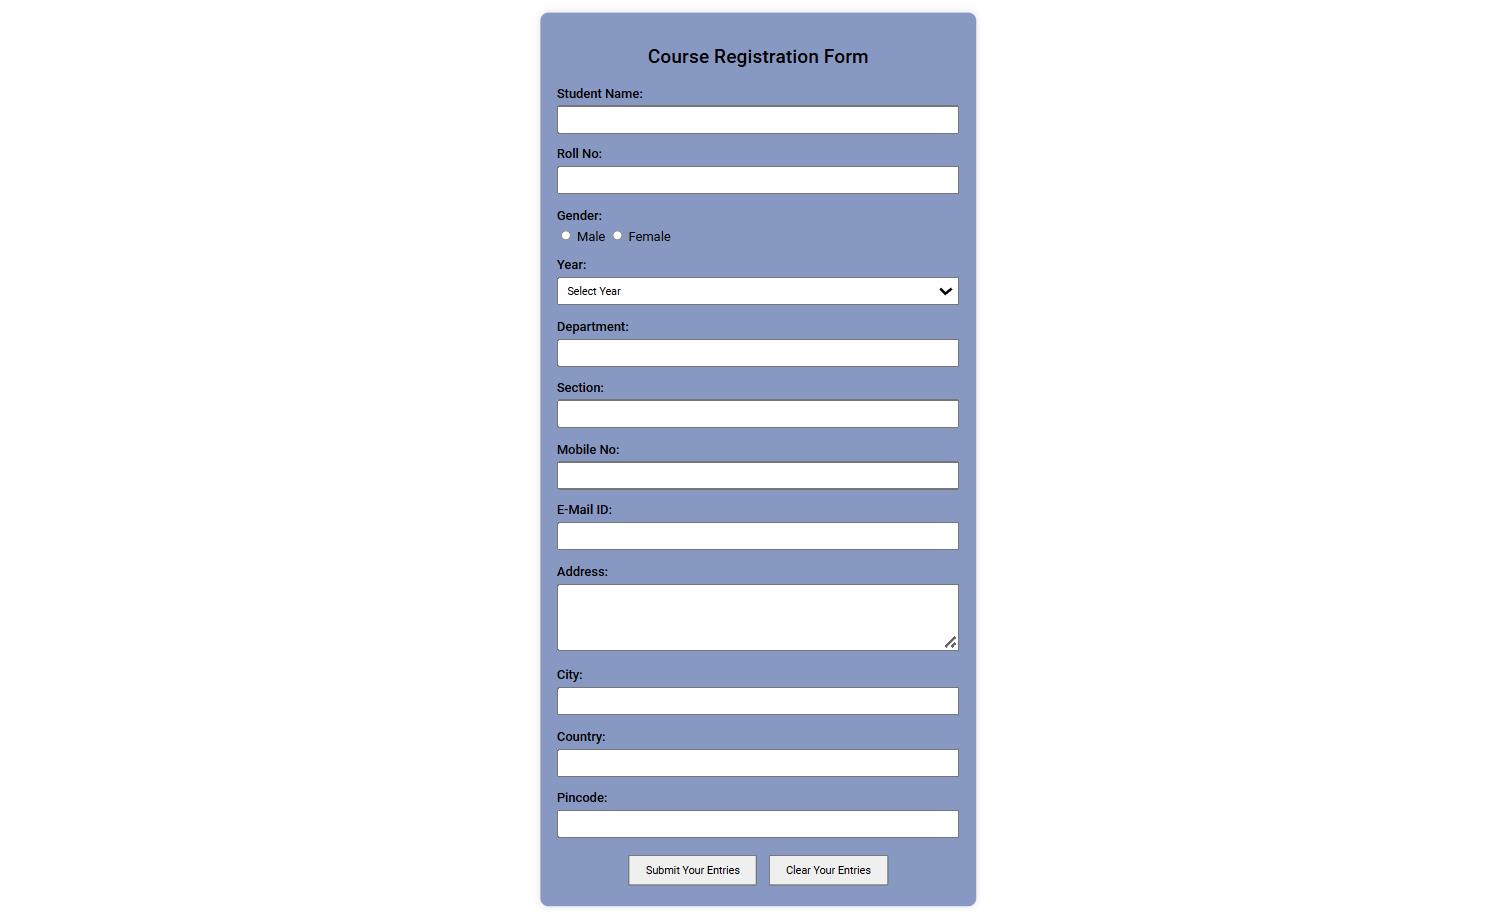 Course Registration Form
Student Name:
Roll No:
Gender:
Male Female
Year:
Select Year
Department:
Section:
Mobile No:
E-Mail ID:
Address:
City:
Country:
Pincode:
Submit Your Entries Clear Your Entries